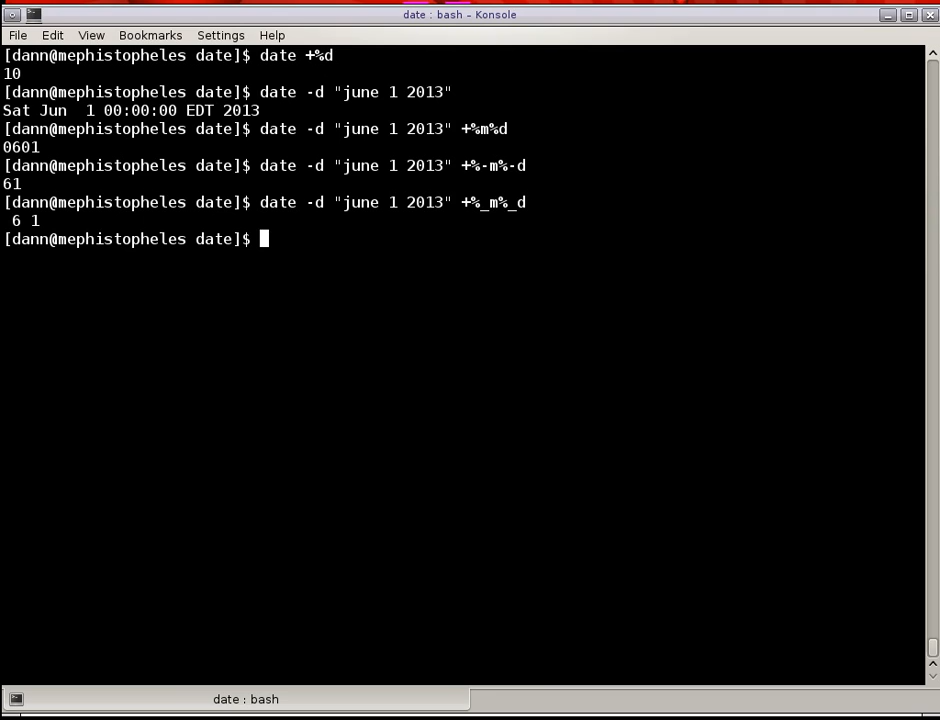 date : bash – Konsole
File Edit View Bookmarks Settings Help
[dann@mephistopheles date]$ date +%d
10
[dann@mephistopheles date]$ date -d "june 1 2013"
Sat Jun  1 00:00:00 EDT 2013
[dann@mephistopheles date]$ date -d "june 1 2013" +%m%d
0601
[dann@mephistopheles date]$ date -d "june 1 2013" +%-m%-d
61
[dann@mephistopheles date]$ date -d "june 1 2013" +%_m%_d
 6 1
[dann@mephistopheles date]$
date : bash